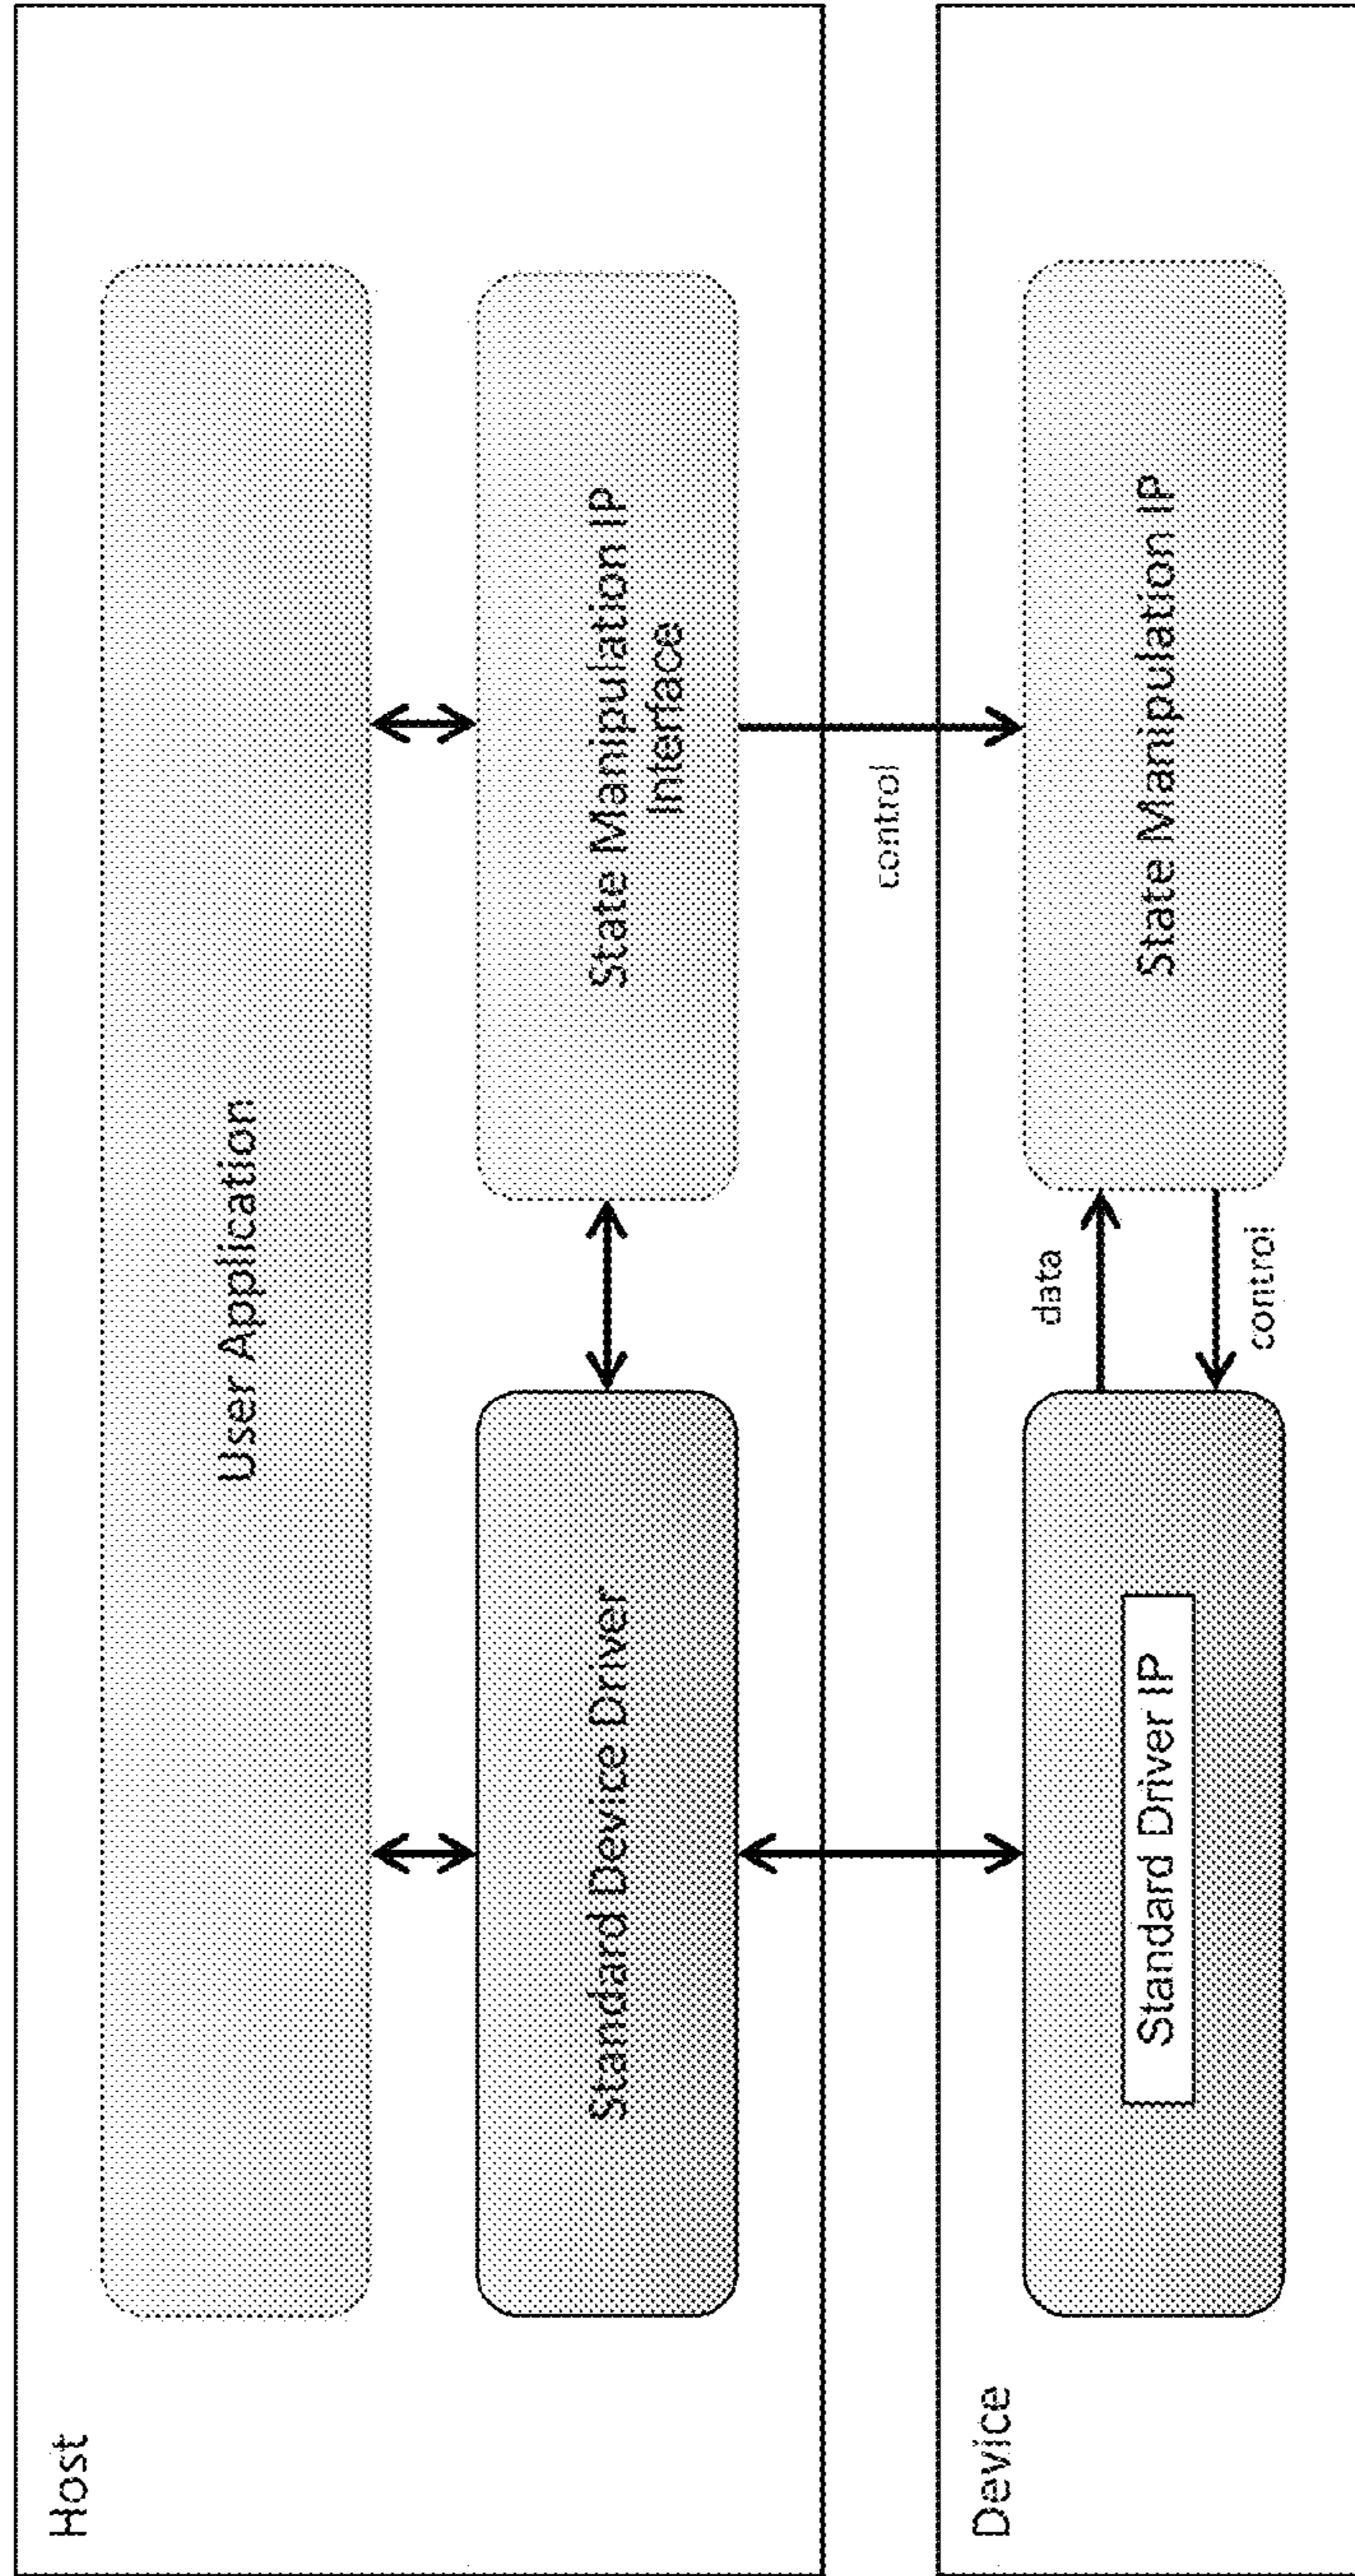 Host
User Application
Standard Device Driver
State Manipulation IP
Interface
control
Device
Standard Driver IP
data
control
State Manipulation IP